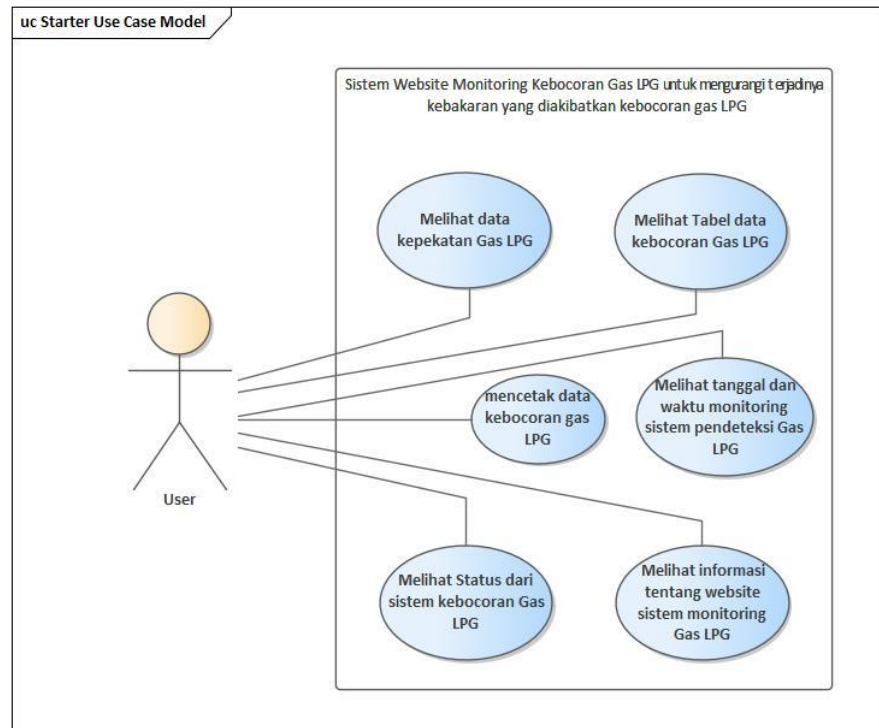 uc Starter Use Case Model
Sistem Website Monitoring Kebocoran Gas LPG untuk mengurangi terjadinya
kebakaran yang diakibatkan kebocoran gas LPG
Melihat data
kepekatan Gas LPG
Melihat Tabel data
kebocoran Gas LPG
mencetak data
kebocoran gas
LPG
Melihat tanggal dan
waktu monitoring
sistem pendeteksi Gas
LPG
User
Melihat Status dari
sistem kebocoran Gas
LPG
Melihat informasi
tentang website
sistem monitoring
Gas LPG